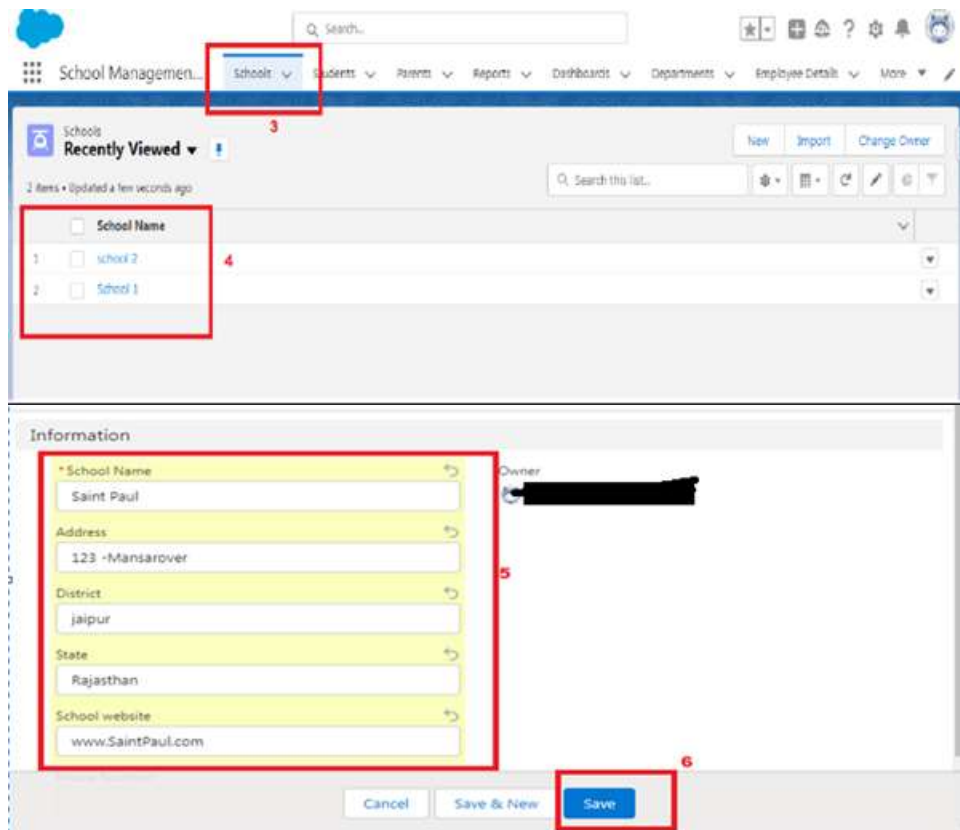 Search...
School Managemen... Schools Students Parents Reports Dashboards Departments Employee Details More
3
Schools
Recently Viewed
New Import Change Owner
2 items • Updated a few seconds ago
Search this list...
School Name
1 school 2
4
2 School 1
Information
*School Name
Owner
Saint Paul
Address
123 -Mansarover
5
District
jaipur
State
Rajasthan
School website
www.SaintPaul.com
6
Cancel Save & New Save